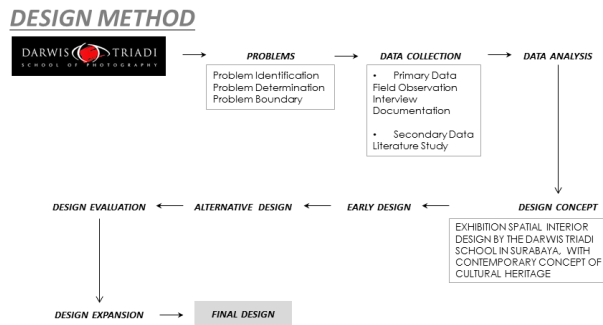 DESIGN METHOD
DARWIS TRIADI
SCHOOL OF PHOTOGRAPHY
PROBLEMS
Problem Identification
Problem Determination
Problem Boundary
DATA COLLECTION
• Primary Data
Field Observation
Interview
Documentation
• Secondary Data
Literature Study
DATA ANALYSIS
DESIGN CONCEPT
EXHIBITION SPATIAL INTERIOR
DESIGN BY THE DARWIS TRIADI
SCHOOL IN SURABAYA, WITH
CONTEMPORARY CONCEPT OF
CULTURAL HERITAGE
EARLY DESIGN
ALTERNATIVE DESIGN
DESIGN EVALUATION
DESIGN EXPANSION
FINAL DESIGN